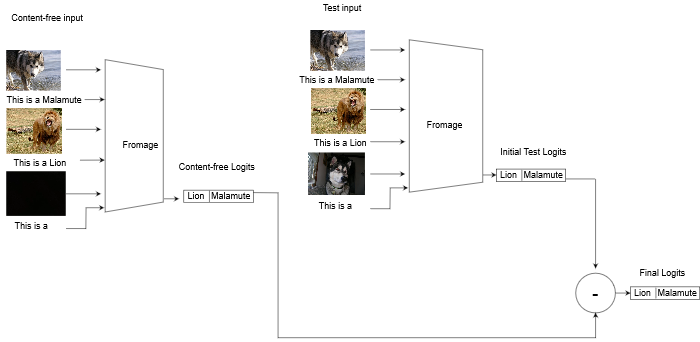 Content-free input
This is a Malamute
This is a Lion
This is a
Fromage
Content-free Logits
Lion Malamute
Test input
This is a Malamute
This is a Lion
This is a
Fromage
Initial Test Logits
Lion Malamute
-
Final Logits
Lion Malamute